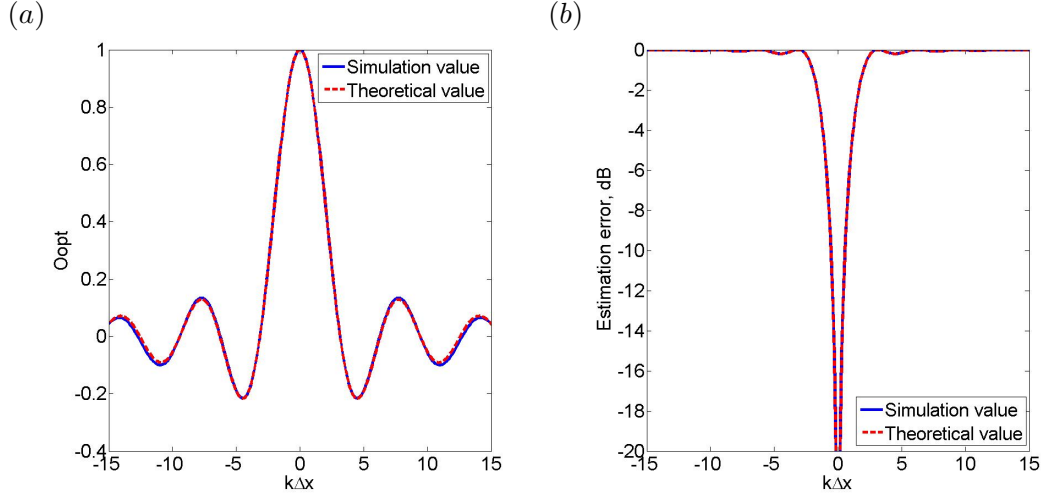 (a)
Oopt
1
0.8
0.6
0.4
0.2
0
-0.2
-0.4
-15 -10 -5 0 5 10 15
kΔx
Simulation value
Theoretical value
(b)
Estimation error, dB
0
-2
-4
-6
-8
-10
-12
-14
-16
-18
-20
-15 -10 -5 0 5 10 15
kΔx
Simulation value
Theoretical value